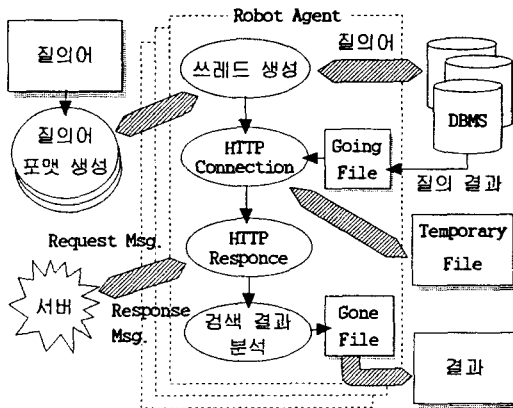 Robot Agent
질의어
쓰레드 생성
질의어
DBMS
질의어
포맷 생성
HTTP
Connection
Going
File
질의 결과
Request Msg.
HTTP
Responce
Temporary
File
서버
Response
Msg.
검색 결과
분석
Gone
File
결과